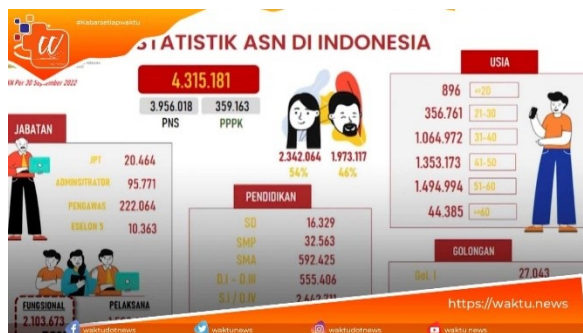 #Kabarsetiapwaktu
STATISTIK ASN DI INDONESIA
Per 30 September 2022
4.315.181
3.956.018 359.163
PNS PPPK
2.342.064 1.973.117
54% 46%
JABATAN
JPT 20.464
ADMINSITRATOR 95.771
PENGAWAS 222.064
ESELON 5 10.363
FUNGSIONAL PELAKSANA
2.103.673
PENDIDIKAN
SD 16.329
SMP 32.563
SMA 592.425
D.I - D.III 555.406
S.I / D.IV
USIA
896 <=20
356.761 21-30
1.064.972 31-40
1.353.173 41-50
1.494.994 51-60
44.385 >60
GOLONGAN
Gol. I 27.043
https://waktu.news
waktudotnews waktunews waktudotnews waktu news